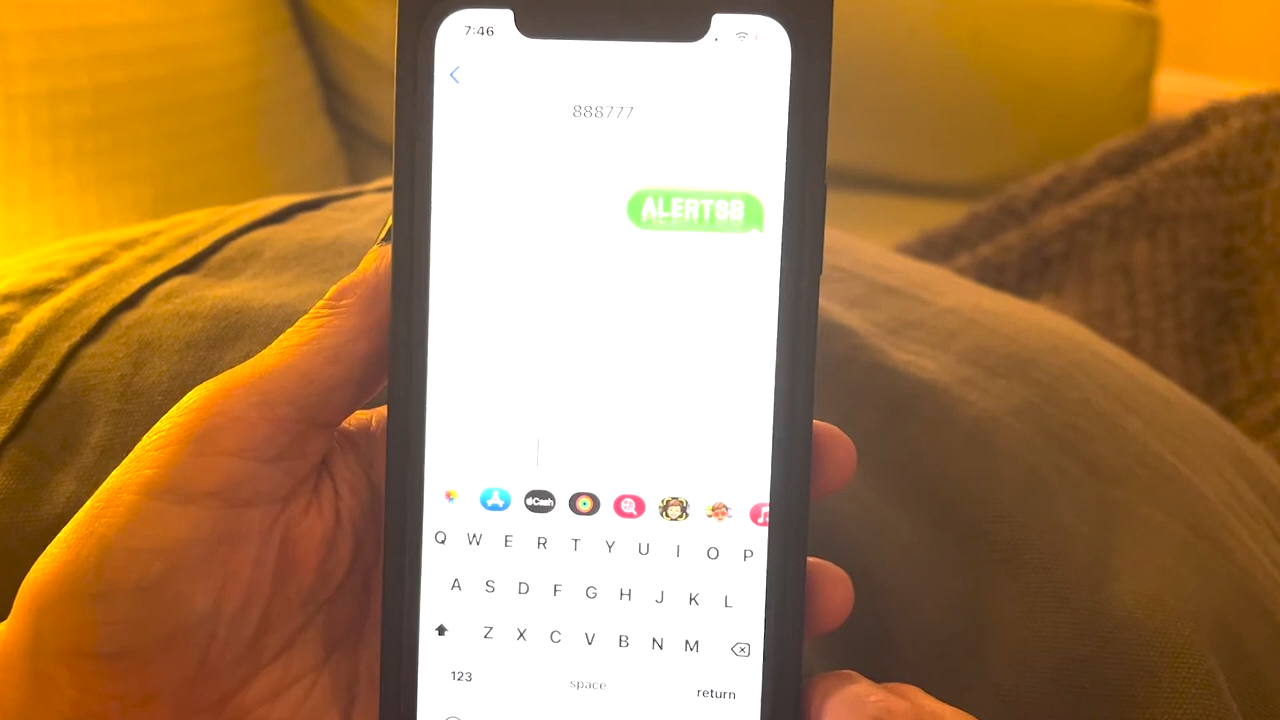 7:46
888777
ALERTSB
Cash
Q W E R T Y U I O P
A S D F G H J K L
Z X C V B N M
123 space return